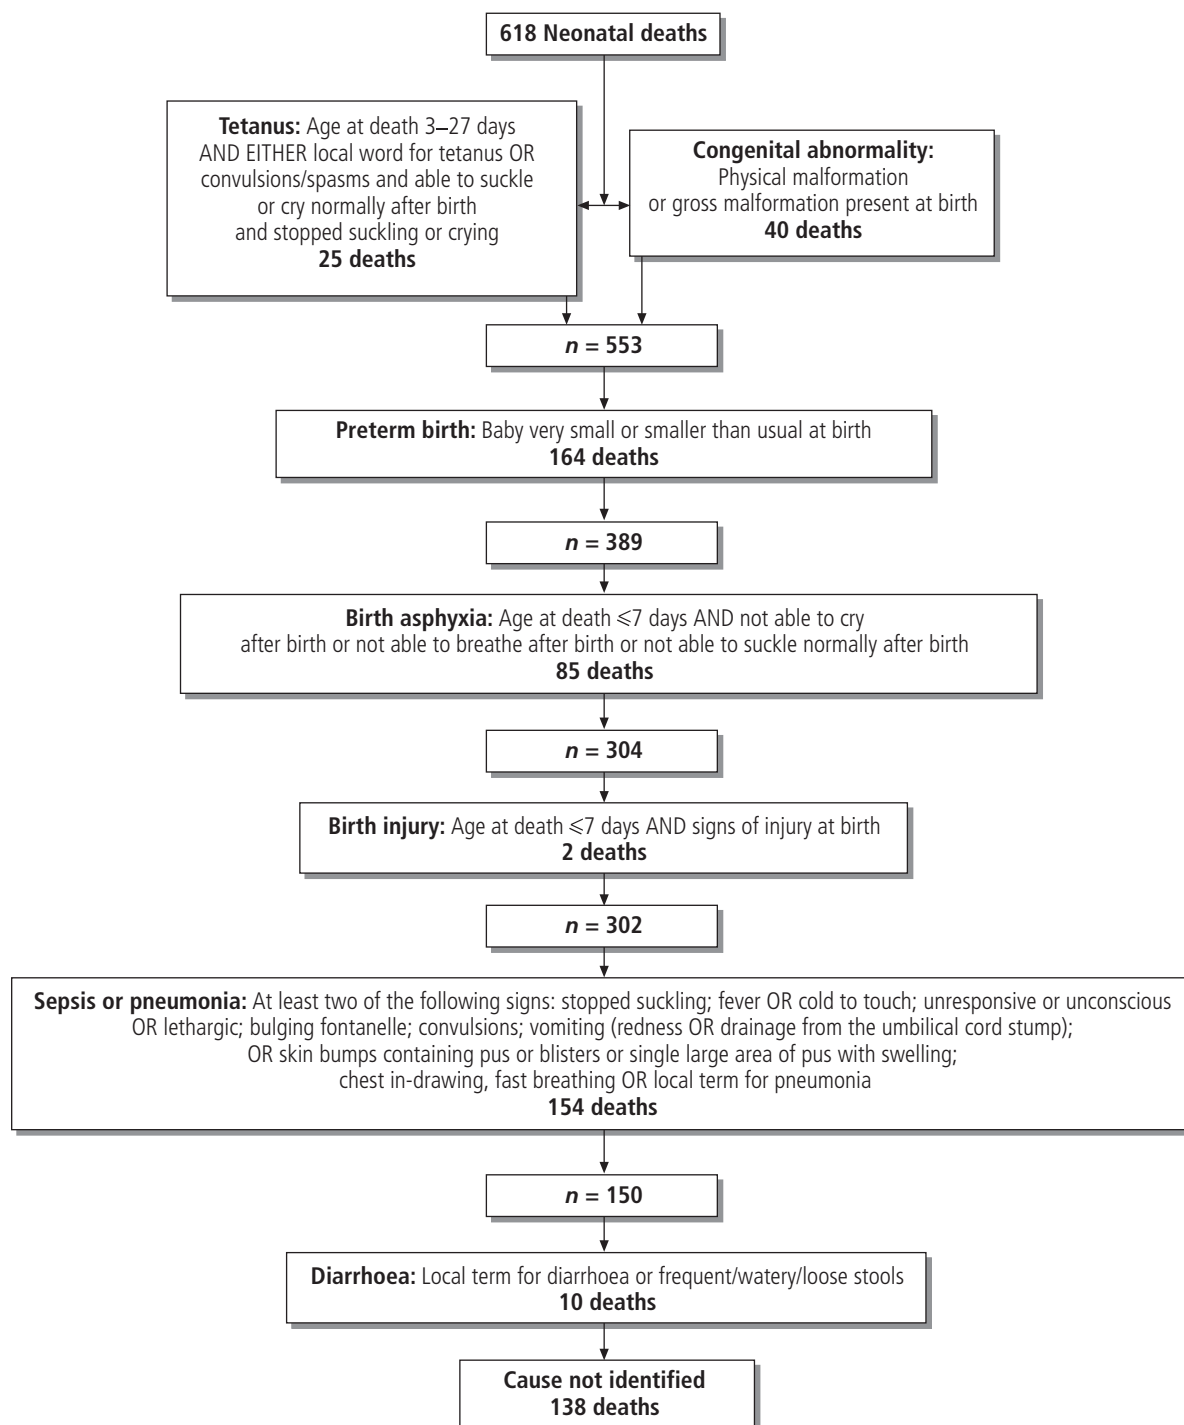 618 Neonatal deaths
Tetanus: Age at death 3–27 days
AND EITHER local word for tetanus OR
convulsions/spasms and able to suckle
or cry normally after birth
and stopped suckling or crying
25 deaths
Congenital abnormality:
Physical malformation
or gross malformation present at birth
40 deaths
n = 553
Preterm birth: Baby very small or smaller than usual at birth
164 deaths
n = 389
Birth asphyxia: Age at death ⩽7 days AND not able to cry
after birth or not able to breathe after birth or not able to suckle normally after birth
85 deaths
n = 304
Birth injury: Age at death ⩽7 days AND signs of injury at birth
2 deaths
n = 302
Sepsis or pneumonia: At least two of the following signs: stopped suckling; fever OR cold to touch; unresponsive or unconscious
OR lethargic; bulging fontanelle; convulsions; vomiting (redness OR drainage from the umbilical cord stump);
OR skin bumps containing pus or blisters or single large area of pus with swelling;
chest in-drawing, fast breathing OR local term for pneumonia
154 deaths
n = 150
Diarrhoea: Local term for diarrhoea or frequent/watery/loose stools
10 deaths
Cause not identified
138 deaths